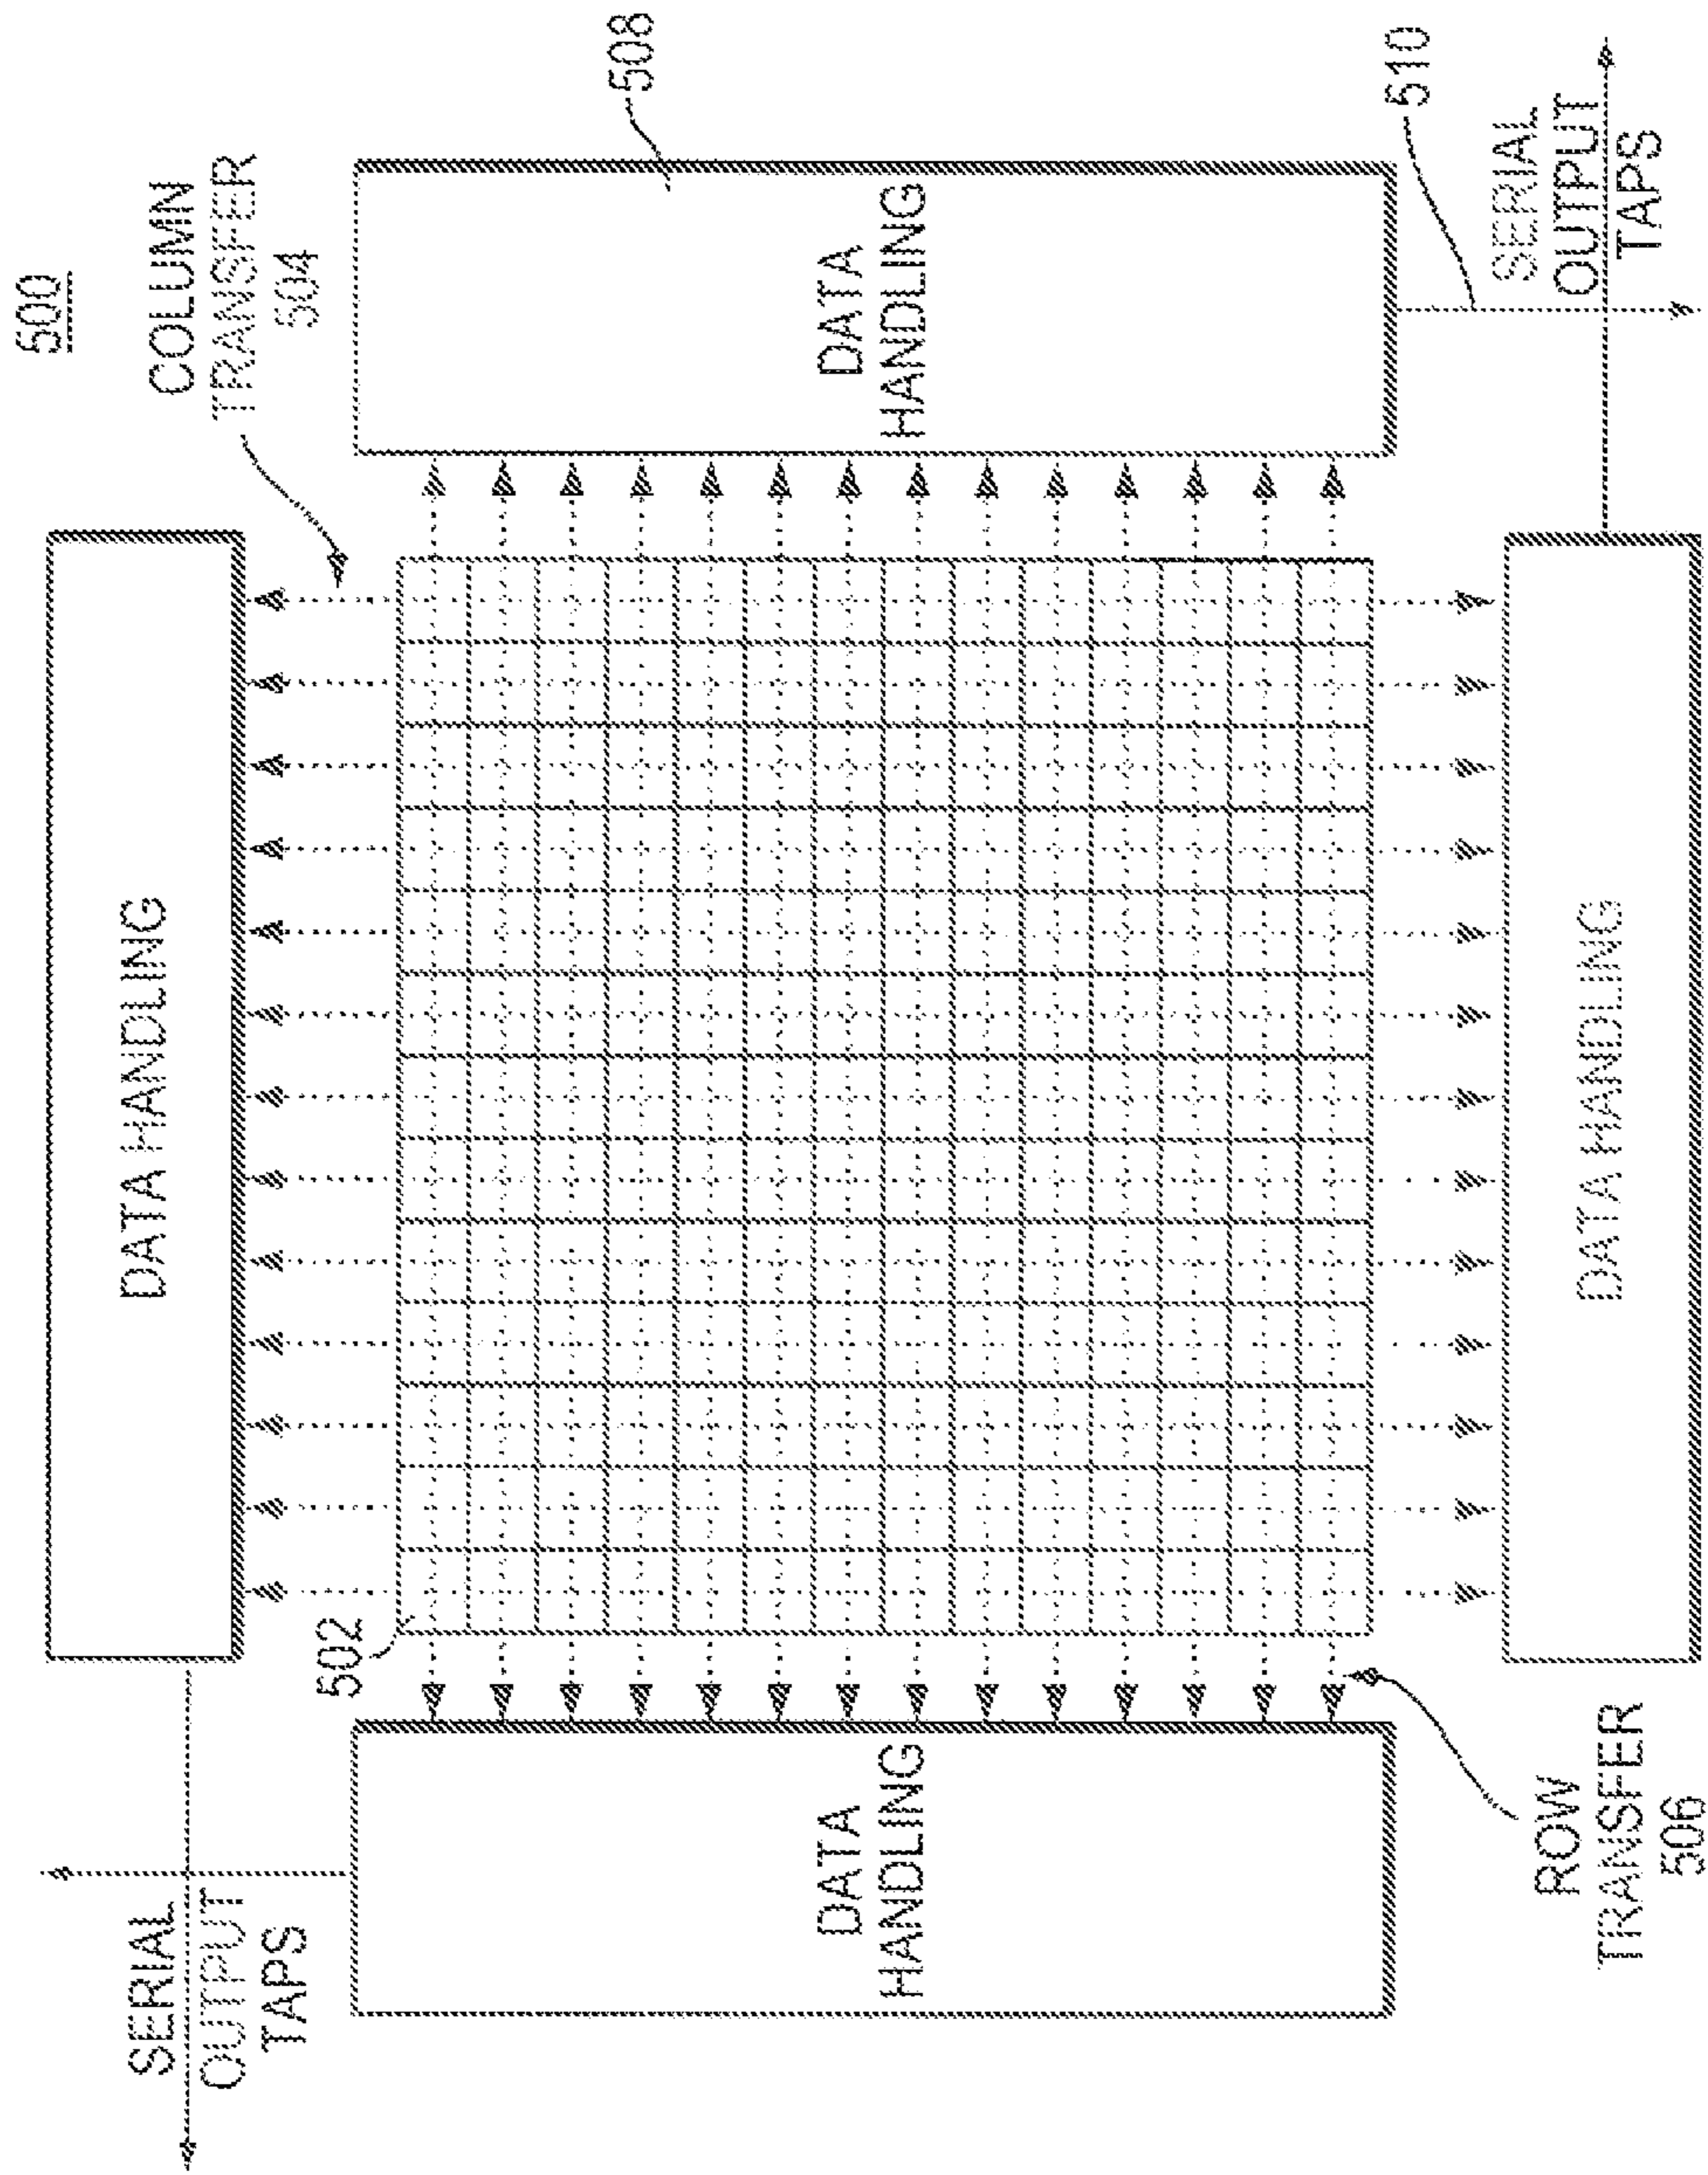 500
COLUMN
TRANSFER
504
508
DATA HANDLING
DATA
HANDLING
502
DATA
HANDLING
DATA HANDLING
SERIAL
OUTPUT
TAPS
ROW
TRANSFER
506
510
SERIAL
OUTPUT
TAPS